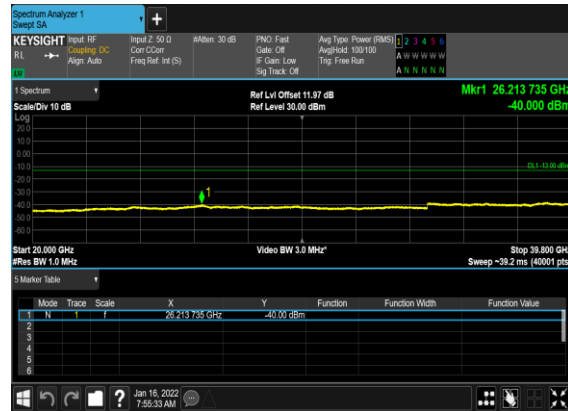 Spectrum Analyzer 1
Swept SA
KEYSIGHT Input: RF Input Z: 50 Ω #Atten: 30 dB PNO: Fast Avg Type: Power (RMS) 1 2 3 4 5 6
RL Coupling: DC Corr CCorr Gate: Off Avg|Hold: 100/100 A W W W W W
Align: Auto Freq Ref: Int (S) IF Gain: Low Trig: Free Run
Sig Track: Off A N N N N N
LXI
1 Spectrum Ref Lvl Offset 11.97 dB Mkr1 26.213 735 GHz
Scale/Div 10 dB Ref Level 30.00 dBm -40.000 dBm
Log
20.0
10.0
0.00
-10.0 DL1 -13.00 dBm
-20.0
-30.0
1
-40.0
-50.0
-60.0
Start 20.000 GHz Video BW 3.0 MHz* Stop 39.800 GHz
#Res BW 1.0 MHz Sweep ~39.2 ms (40001 pts)
5 Marker Table
Mode Trace Scale X Y Function Function Width Function Value
1 N 1 f 26.213 735 GHz -40.00 dBm
2
3
4
5
6
? Jan 16, 2022
7:55:33 AM